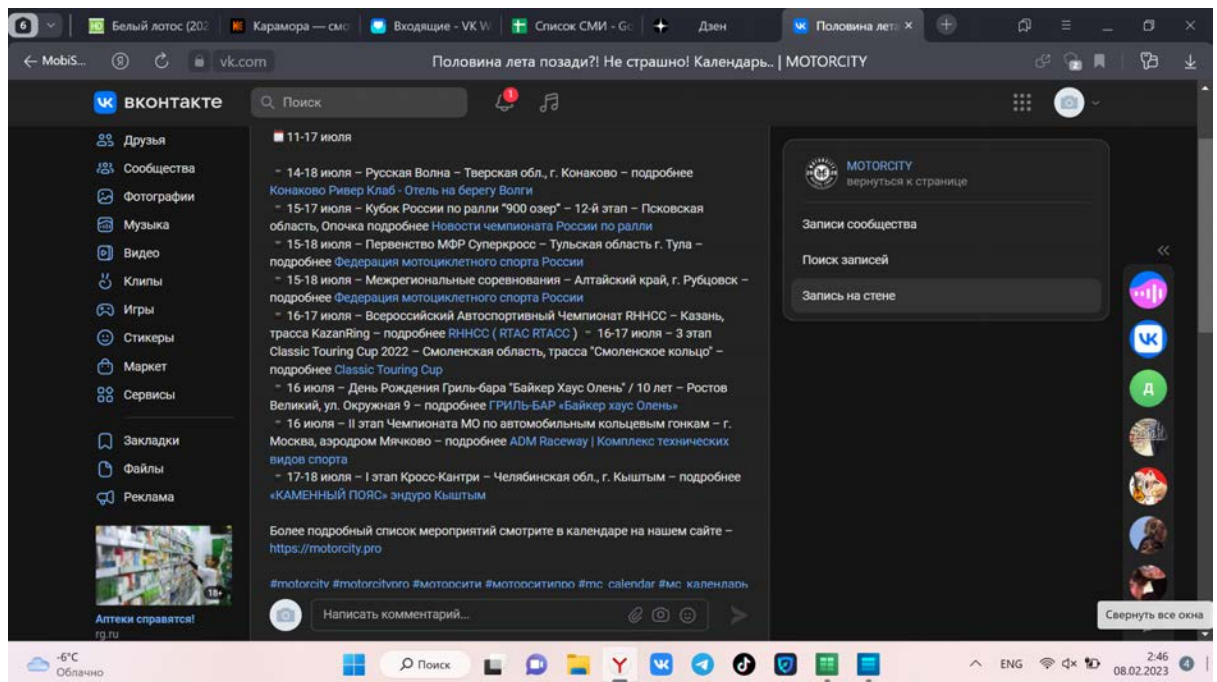 6
Белый лотос (202
Карамора — смо
Входящие - VK W
Список СМИ - Go
Дзен
Половина лета
← MobiS...
vk.com
Половина лета позади?! Не страшно! Календарь.. | MOTORCITY
2
вконтакте
Поиск
1
Друзья
Сообщества
Фотографии
Музыка
Видео
Клипы
Игры
Стикеры
Маркет
Сервисы
Закладки
Файлы
Реклама
18+
Аптеки справятся!
rg.ru
11-17 июля
⁃ 14-18 июля – Русская Волна – Тверская обл., г. Конаково – подробнее
Конаково Ривер Клаб - Отель на берегу Волги
⁃ 15-17 июля – Кубок России по ралли "900 озер" – 12-й этап – Псковская
область, Опочка подробнее Новости чемпионата России по ралли
⁃ 15-18 июля – Первенство МФР Суперкросс – Тульская область г. Тула –
подробнее Федерация мотоциклетного спорта России
⁃ 15-18 июля – Межрегиональные соревнования – Алтайский край, г. Рубцовск –
подробнее Федерация мотоциклетного спорта России
⁃ 16-17 июля – Всероссийский Автоспортивный Чемпионат RHHCC – Казань,
трасса KazanRing – подробнее RHHCC ( RTAC RTACC ) ⁃ 16-17 июля – 3 этап
Classic Touring Cup 2022 – Смоленская область, трасса "Смоленское кольцо" –
подробнее Classic Touring Cup
⁃ 16 июля – День Рождения Гриль-бара "Байкер Хаус Олень" / 10 лет – Ростов
Великий, ул. Окружная 9 – подробнее ГРИЛЬ-БАР «Байкер хаус Олень»
⁃ 16 июля – II этап Чемпионата МО по автомобильным кольцевым гонкам – г.
Москва, аэродром Мячково – подробнее ADM Raceway | Комплекс технических
видов спорта
⁃ 17-18 июля – I этап Кросс-Кантри – Челябинская обл., г. Кыштым – подробнее
«КАМЕННЫЙ ПОЯС» эндуро Кыштым
Более подробный список мероприятий смотрите в календаре на нашем сайте –
https://motorcity.pro
#motorcity #motorcitypro #моторсити #моторситипро #mc_calendar #мс_календарь
Написать комментарий...
MOTORCITY
вернуться к странице
Записи сообщества
Поиск записей
Запись на стене
Д
Свернуть все окна
-6°C
Облачно
Поиск
ENG
2:46
08.02.2023
4